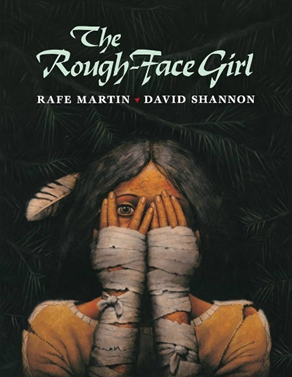 The
Rough-Face Girl
RAFE MARTIN ▾ DAVID SHANNON